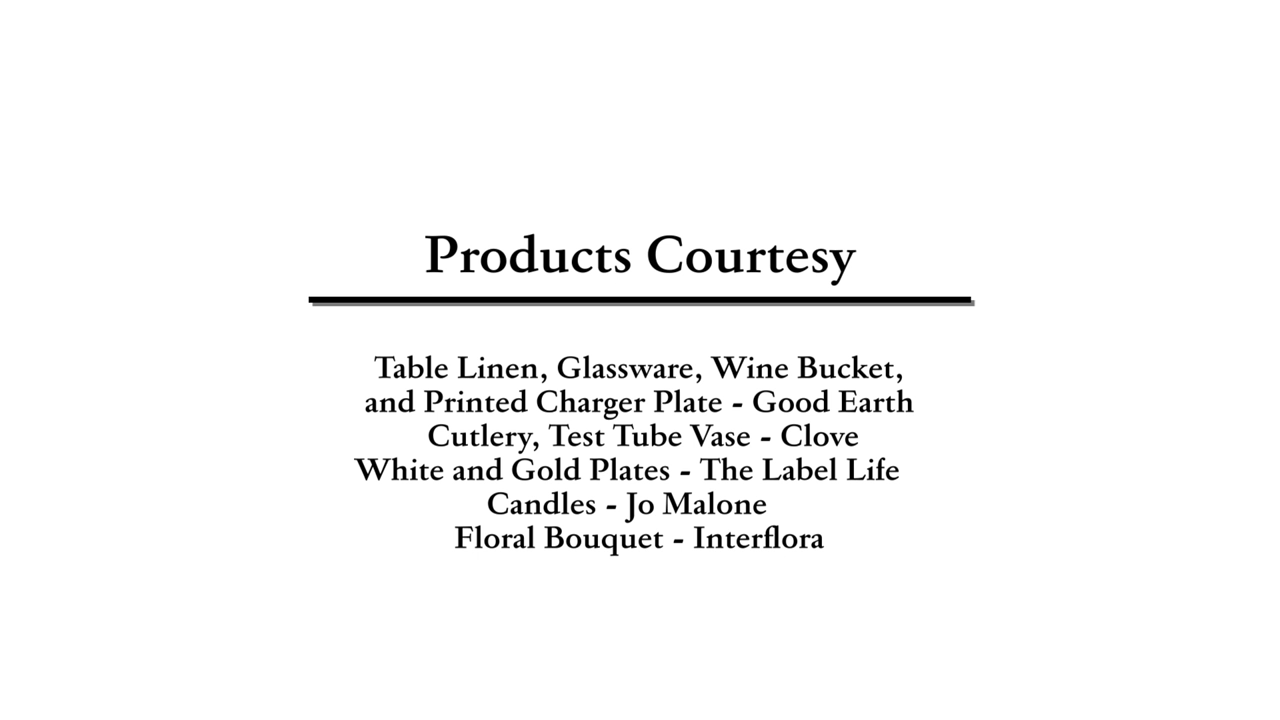 Products Courtesy
Table Linen, Glassware, Wine Bucket,
and Printed Charger Plate - Good Earth
Cutlery, Test Tube Vase - Clove
White and Gold Plates - The Label Life
Candles - Jo Malone
Floral Bouquet - Interflora